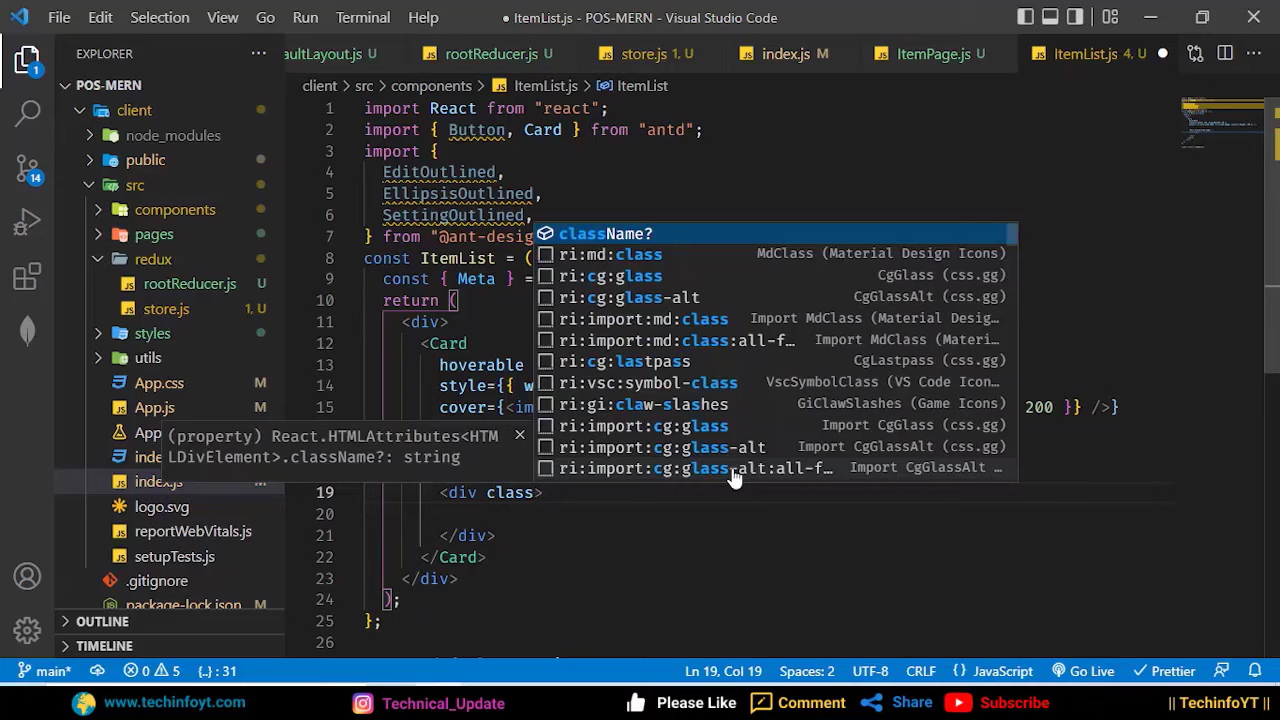 File Edit Selection View Go Run Terminal Help ● ItemList.js - POS-MERN - Visual Studio Code
EXPLORER
aultLayout.js U rootReducer.js U store.js 1, U index.js M ItemPage.js U ItemList.js 4, U
POS-MERN
client
node_modules
public
src
components
pages
redux
rootReducer.js U
store.js 1, U
styles
utils
App.css M
App.js M
App
inde
index.js
logo.svg
reportWebVitals.js
setupTests.js
.gitignore
package-lock.json M
OUTLINE
TIMELINE
client > src > components > ItemList.js > ItemList
1 import React from "react";
2 import { Button, Card } from "antd";
3 import {
4 EditOutlined,
5 EllipsisOutlined,
6 SettingOutlined,
7 } from "@ant-desig
8 const ItemList = (
9 const { Meta } =
10 return (
11 <div>
12 <Card
13 hoverable
14 style={{ w
15 cover={<im 200 }} />}
19 <div class>
20
21 </div>
22 </Card>
23 </div>
24 );
25 };
26
className?
ri:md:class MdClass (Material Design Icons)
ri:cg:glass CgGlass (css.gg)
ri:cg:glass-alt CgGlassAlt (css.gg)
ri:import:md:class Import MdClass (Material Desig…
ri:import:md:class:all-f… Import MdClass (Materi…
ri:cg:lastpass CgLastpass (css.gg)
ri:vsc:symbol-class VscSymbolClass (VS Code Icon…
ri:gi:claw-slashes GiClawSlashes (Game Icons)
ri:import:cg:glass Import CgGlass (css.gg)
ri:import:cg:glass-alt Import CgGlassAlt (css.gg)
ri:import:cg:glass-alt:all-f… Import CgGlassAlt …
(property) React.HTMLAttributes<HTM
LDivElement>.className?: string
1
14
main* 0 5 {..} : 31 Ln 19, Col 19 Spaces: 2 UTF-8 CRLF {} JavaScript Go Live Prettier
www.techinfoyt.com Technical_Update Please Like Comment Share Subscribe || TechinfoYT ||